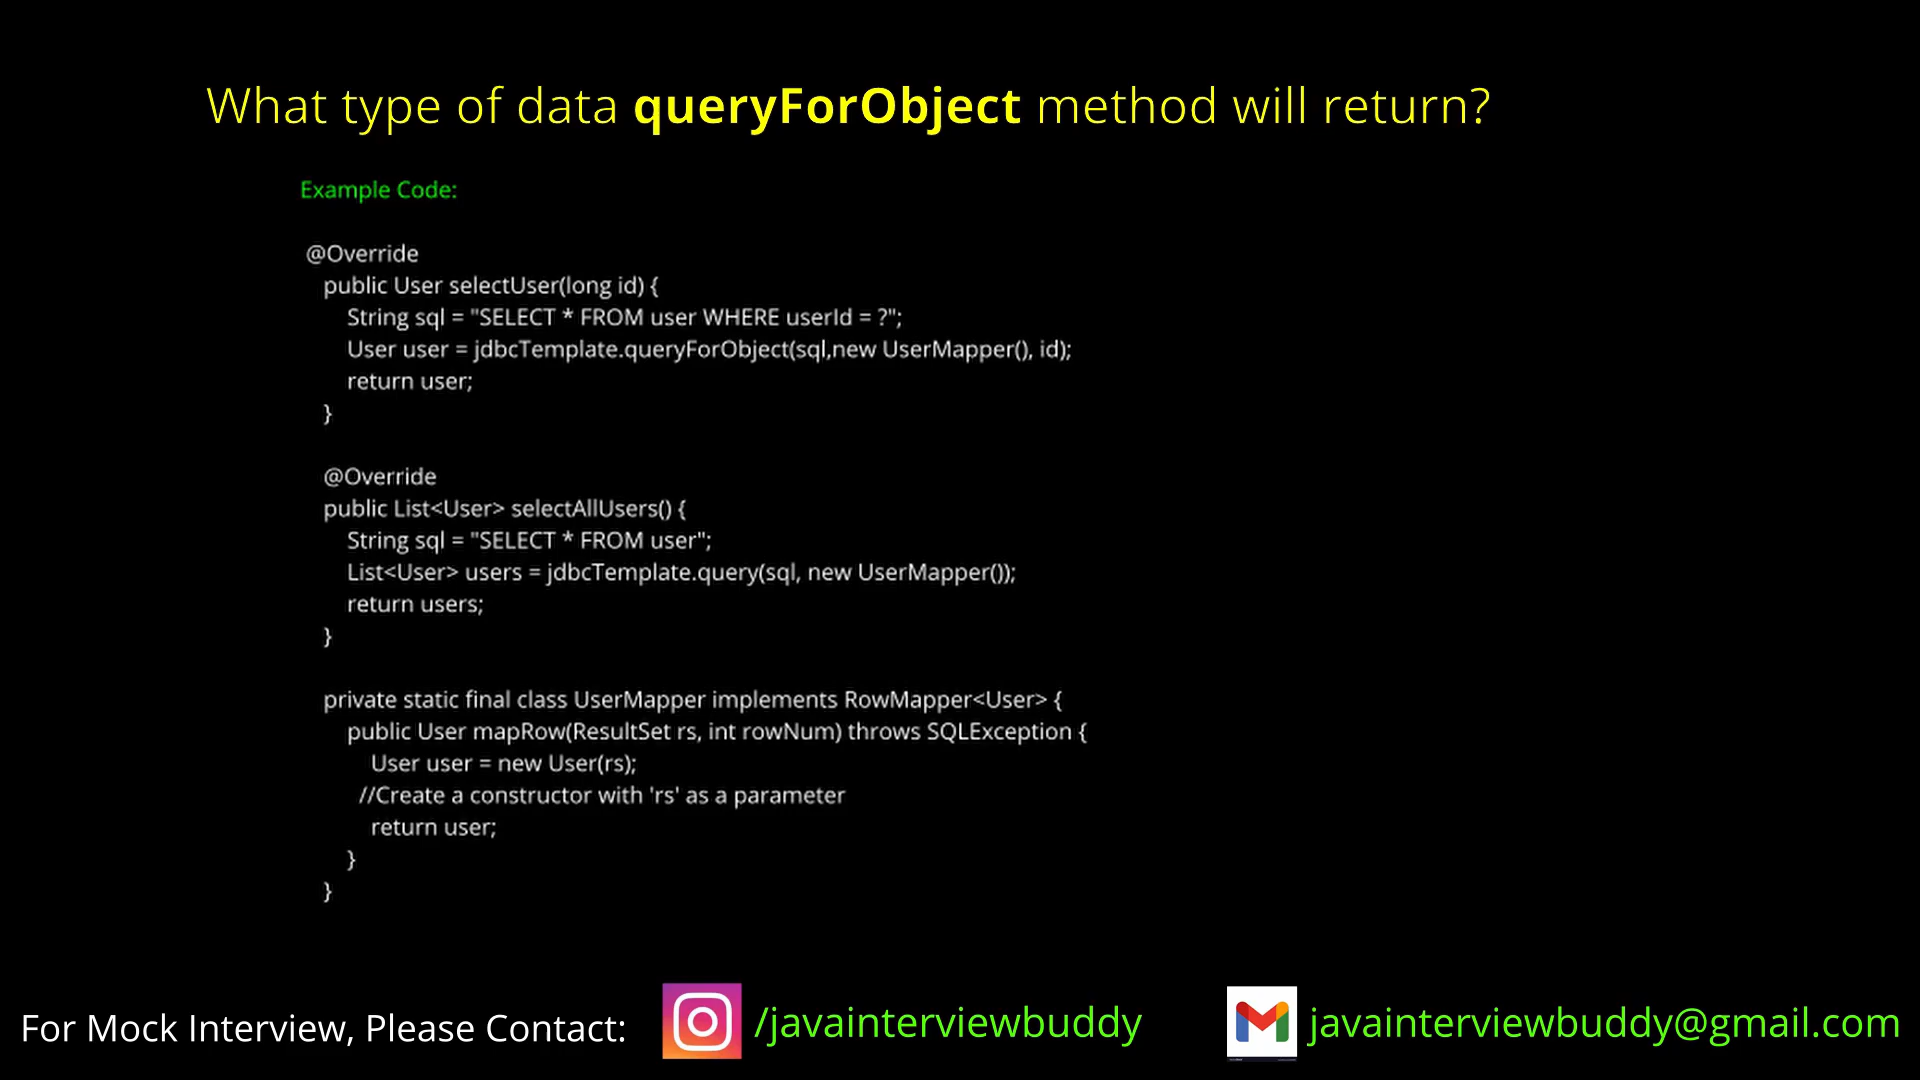 What type of data queryForObject method will return?
Example Code:
@Override
public User selectUser(long id) {
String sql = "SELECT * FROM user WHERE userId = ?";
User user = jdbcTemplate.queryForObject(sql,new UserMapper(), id);
return user;
}
@Override
public List<User> selectAllUsers() {
String sql = "SELECT * FROM user";
List<User> users = jdbcTemplate.query(sql, new UserMapper());
return users;
}
private static final class UserMapper implements RowMapper<User> {
public User mapRow(ResultSet rs, int rowNum) throws SQLException {
User user = new User(rs);
//Create a constructor with 'rs' as a parameter
return user;
}
}
For Mock Interview, Please Contact: /javainterviewbuddy javainterviewbuddy@gmail.com